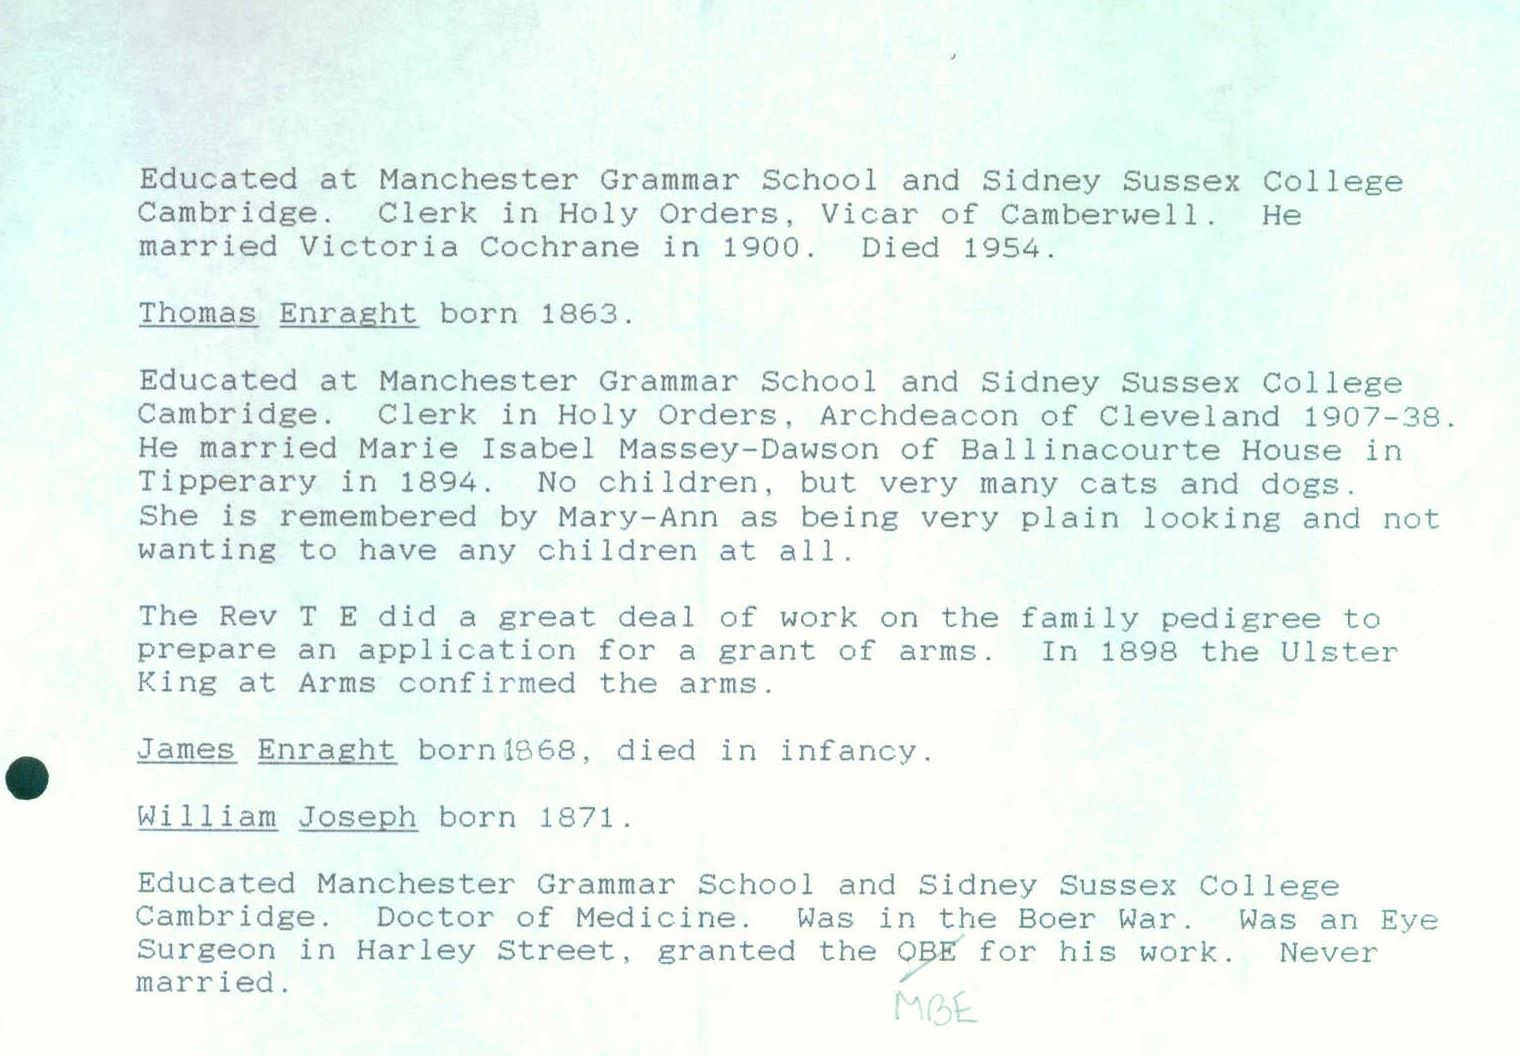 Educated at Manchester Grammar School and Sidney Sussex College
Cambridge. Clerk in Holy Orders, Vicar of Camberwell. He
married Victoria Cochrane in 1900. Died 1954.
Thomas Enraght born 1863.
Educated at Manchester Grammar School and Sidney Sussex College
Cambridge. Clerk in Holy Orders, Archdeacon of Cleveland 1907-38.
He married Marie Isabel Massey-Dawson of Ballinacourte House in
Tipperary in 1894. No children, but very many cats and dogs.
She is remembered by Mary-Ann as being very plain looking and not
wanting to have any children at all.
The Rev T E did a great deal of work on the family pedigree to
prepare an application for a grant of arms. In 1898 the Ulster
King at Arms confirmed the arms.
James Enraght born 1868, died in infancy.
William Joseph born 1871.
Educated Manchester Grammar School and Sidney Sussex College
Cambridge. Doctor of Medicine. Was in the Boer War. Was an Eye
Surgeon in Harley Street, granted the OBE for his work. Never
married.
MBE